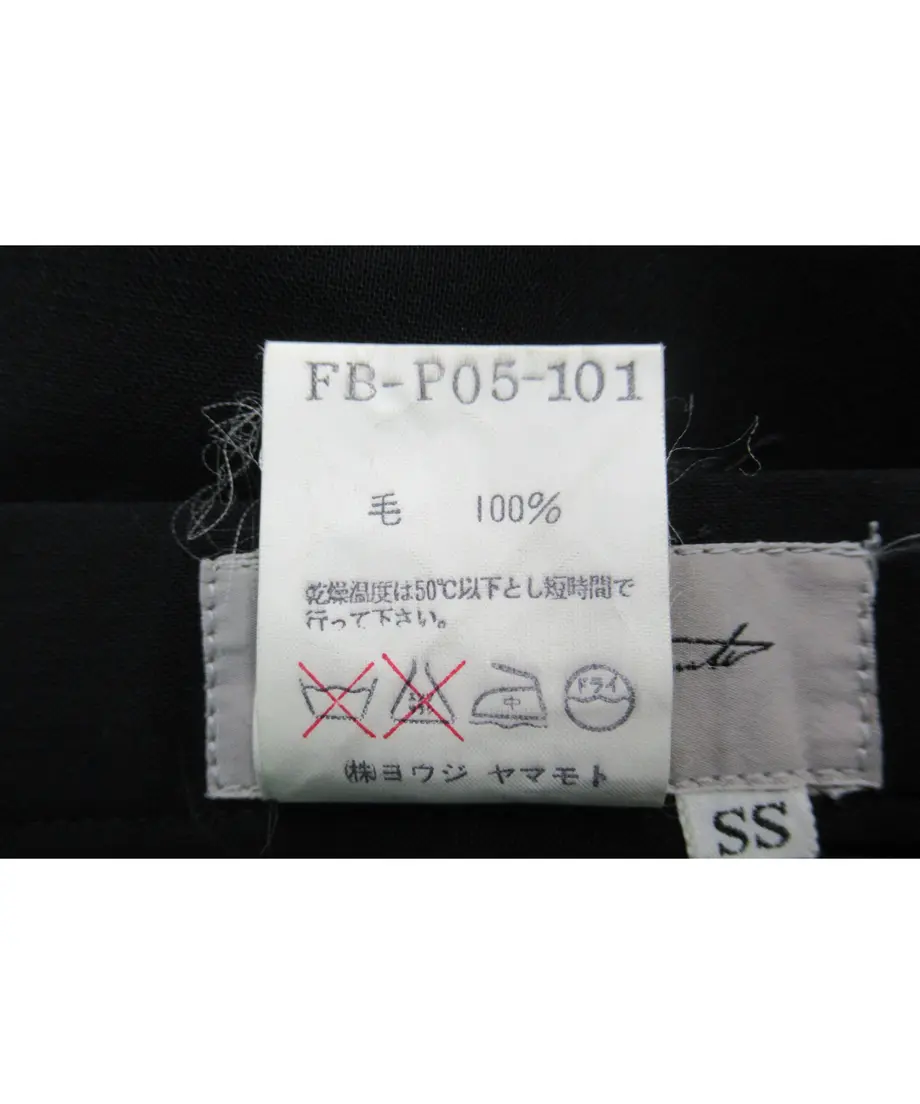 FB-P05-101
毛 100%
乾燥温度は50℃以下とし短時間で
行って下さい。
中
ドライ
(株)ヨウジ ヤマモト
SS